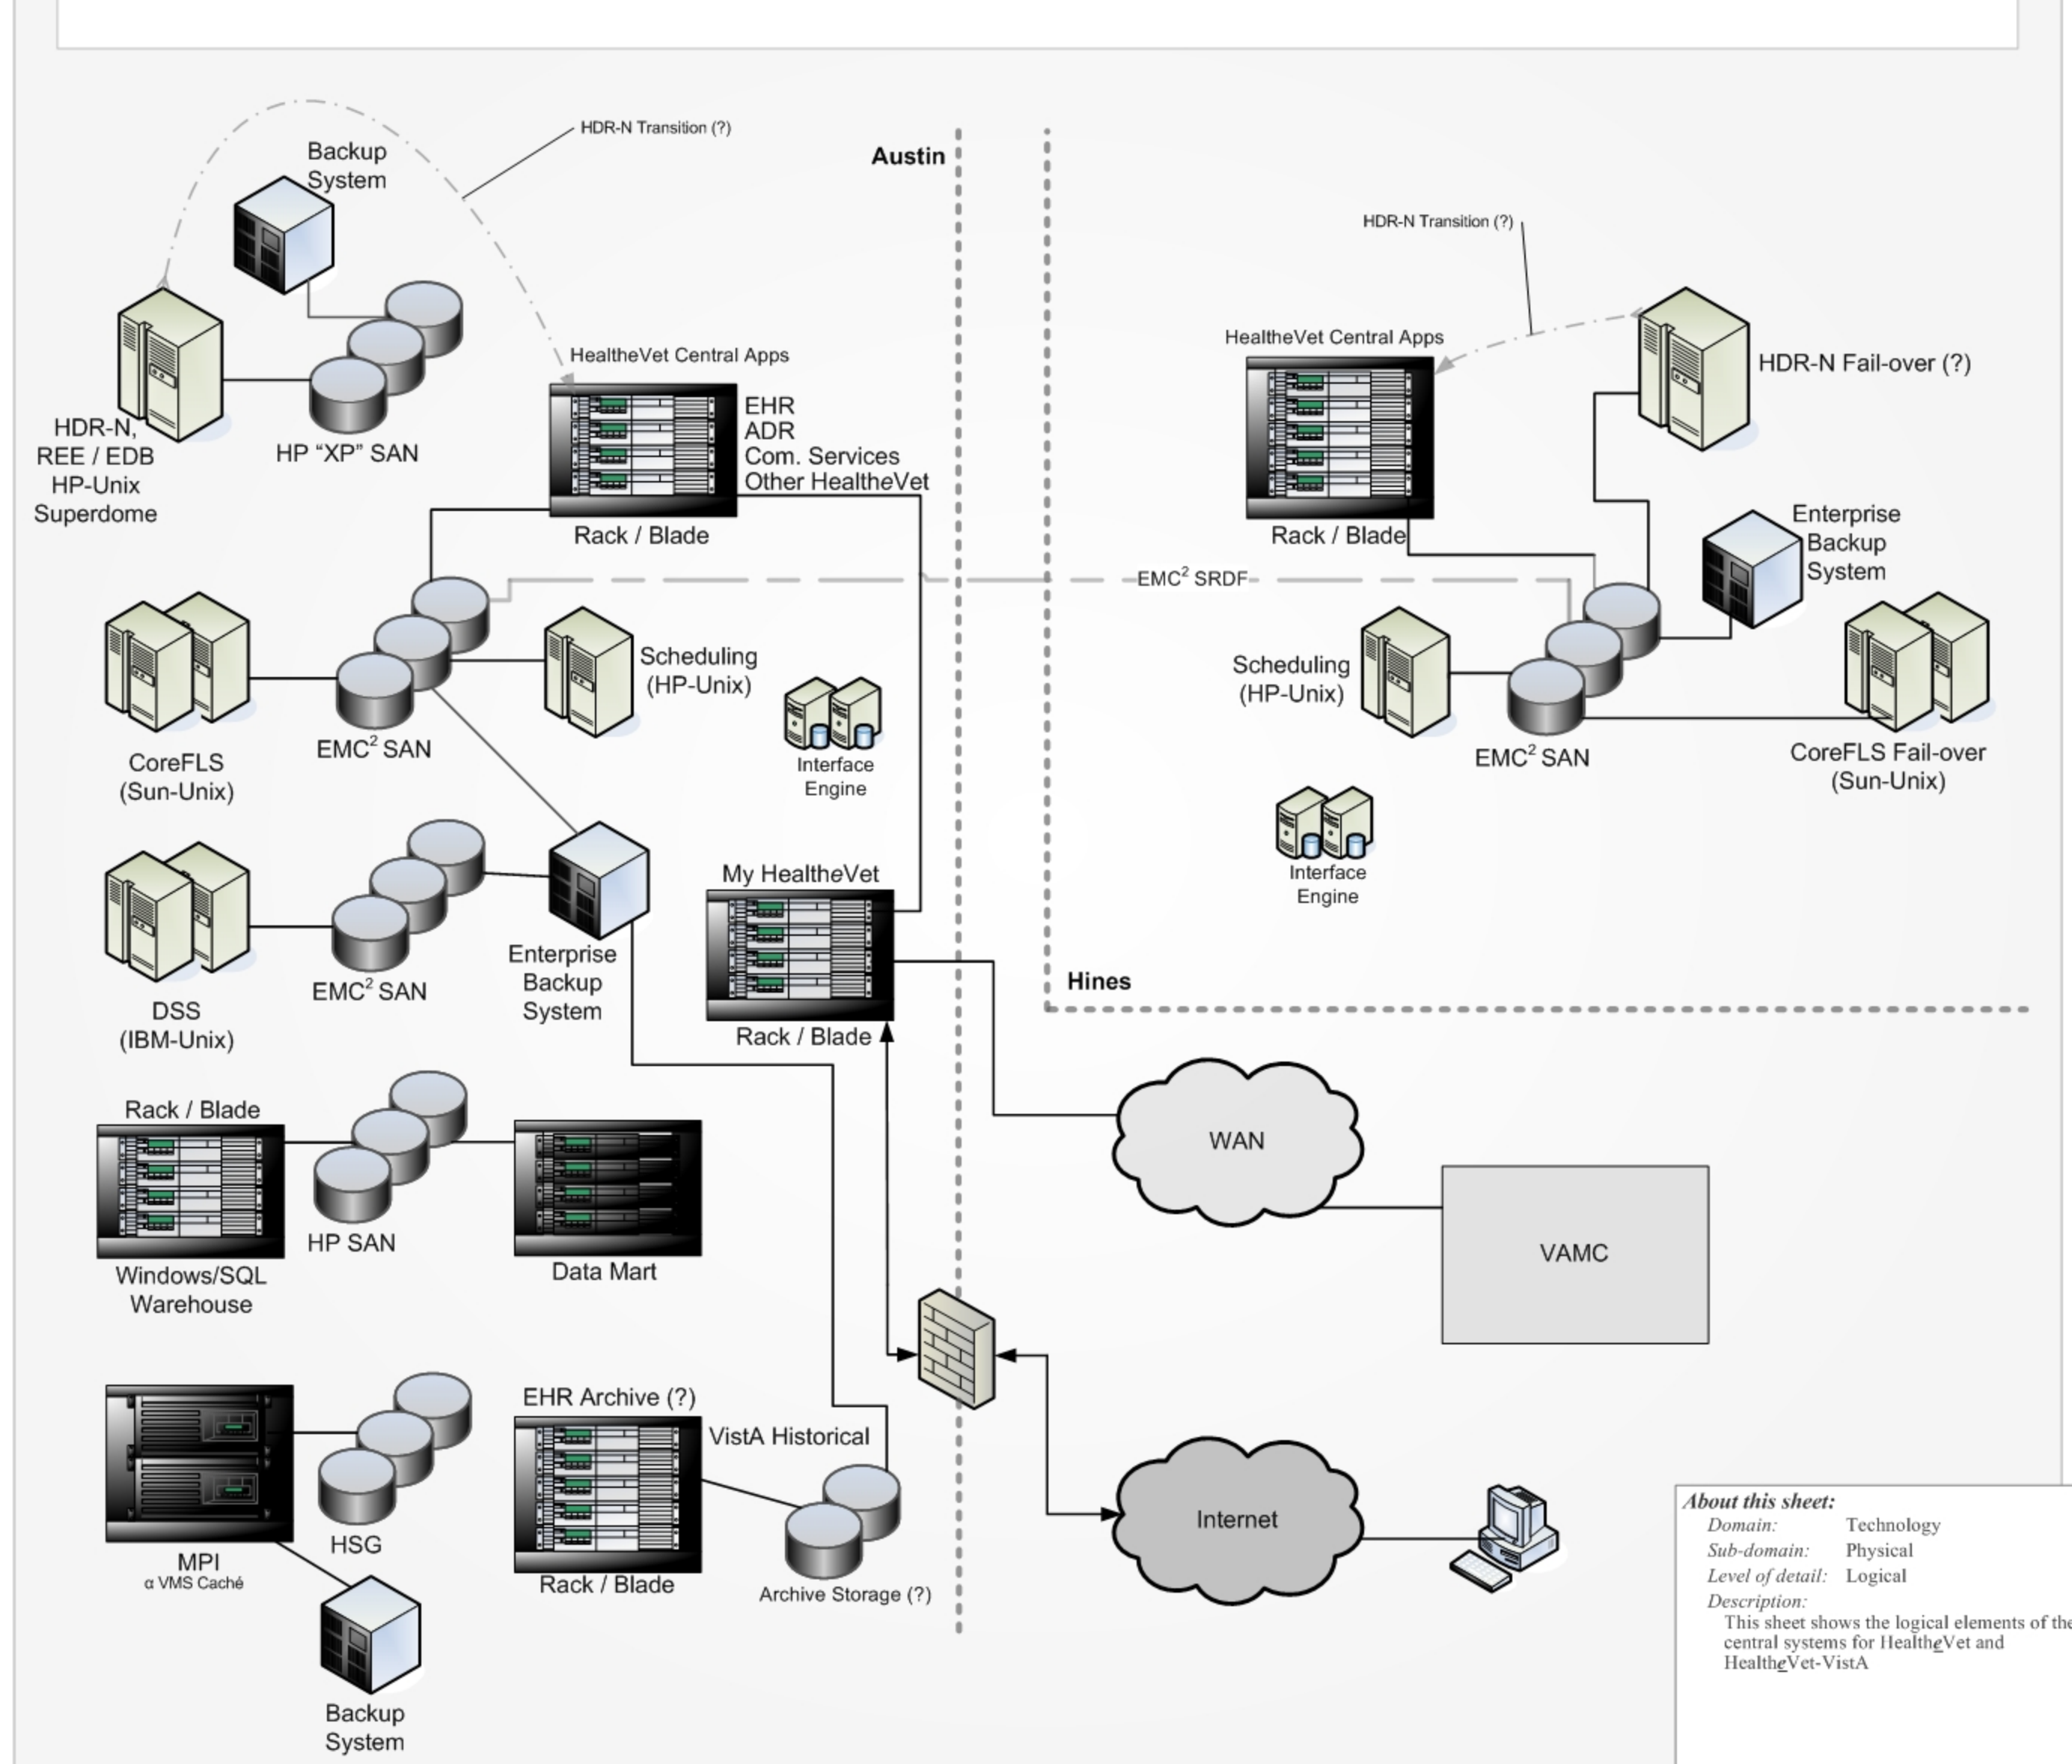 HDR-N Transition (?)
Backup
System
Austin
HDR-N Transition (?)
HealtheVet Central Apps
HealtheVet Central Apps
HDR-N Fail-over (?)
EHR
ADR
Com. Services
Other HealtheVet
HDR-N,
REE / EDB
HP-Unix
Superdome
HP “XP” SAN
Rack / Blade
Rack / Blade
Enterprise
Backup
System
EMC² SRDF
Scheduling
(HP-Unix)
Scheduling
(HP-Unix)
EMC² SAN
CoreFLS
(Sun-Unix)
Interface
Engine
EMC² SAN
CoreFLS Fail-over
(Sun-Unix)
Interface
Engine
My HealtheVet
Enterprise
Backup
System
EMC² SAN
DSS
(IBM-Unix)
Rack / Blade
Hines
Rack / Blade
WAN
HP SAN
Windows/SQL
Warehouse
Data Mart
VAMC
EHR Archive (?)
VistA Historical
Internet
HSG
MPI
α VMS Caché
Rack / Blade
Archive Storage (?)
Backup
System
About this sheet:
Domain: Technology
Sub-domain: Physical
Level of detail: Logical
Description:
This sheet shows the logical elements of the
central systems for HealtheVet and
HealtheVet-VistA